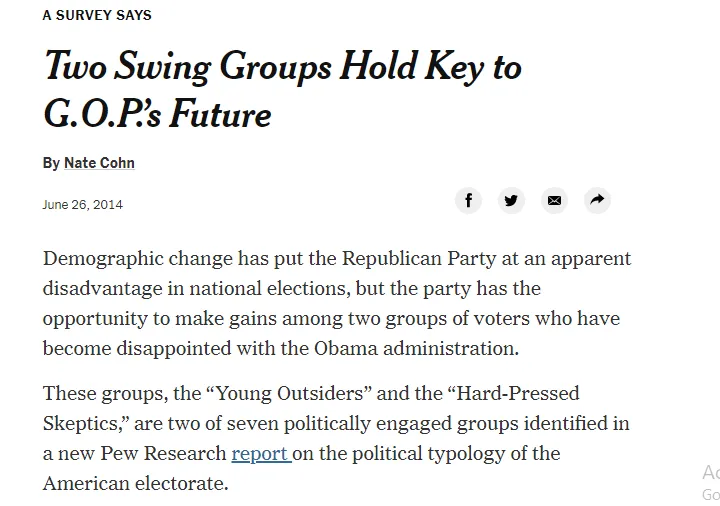 A SURVEY SAYS
Two Swing Groups Hold Key to
G.O.P.’s Future
By Nate Cohn
June 26, 2014
Demographic change has put the Republican Party at an apparent
disadvantage in national elections, but the party has the
opportunity to make gains among two groups of voters who have
become disappointed with the Obama administration.
These groups, the “Young Outsiders” and the “Hard-Pressed
Skeptics,” are two of seven politically engaged groups identified in
a new Pew Research report on the political typology of the
American electorate.
Go